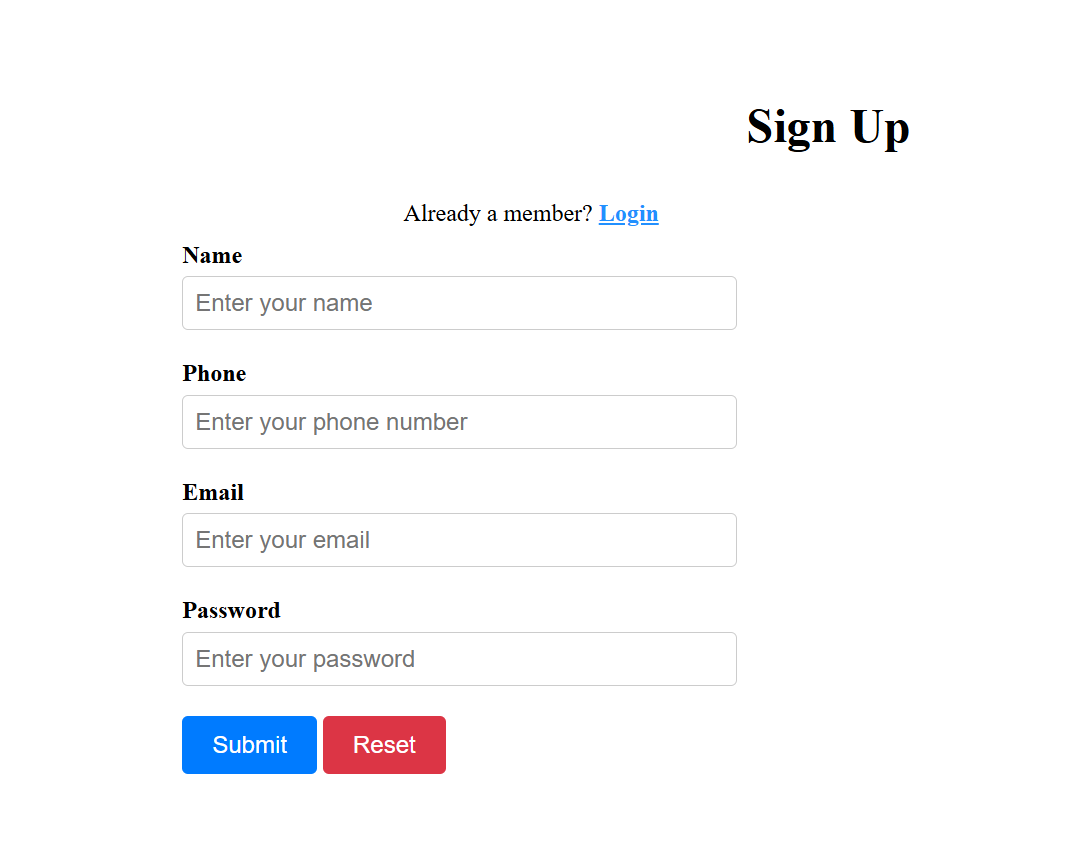 Sign Up
Already a member? Login
Name
Enter your name
Phone
Enter your phone number
Email
Enter your email
Password
Enter your password
Submit Reset